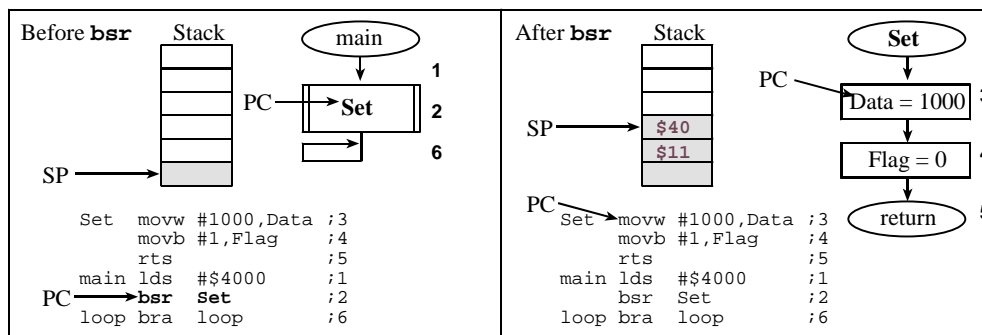 Before bsr
Stack
main
1
PC
Set
2
6
SP
Set movw #1000,Data ;3
movb #1,Flag ;4
rts ;5
main lds #$4000 ;1
PC
bsr Set ;2
loop bra loop ;6
After bsr
Stack
Set
PC
Data = 1000
SP
$40
$11
Flag = 0
PC
return
Set movw #1000,Data ;3
movb #1,Flag ;4
rts ;5
main lds #$4000 ;1
bsr Set ;2
loop bra loop ;6